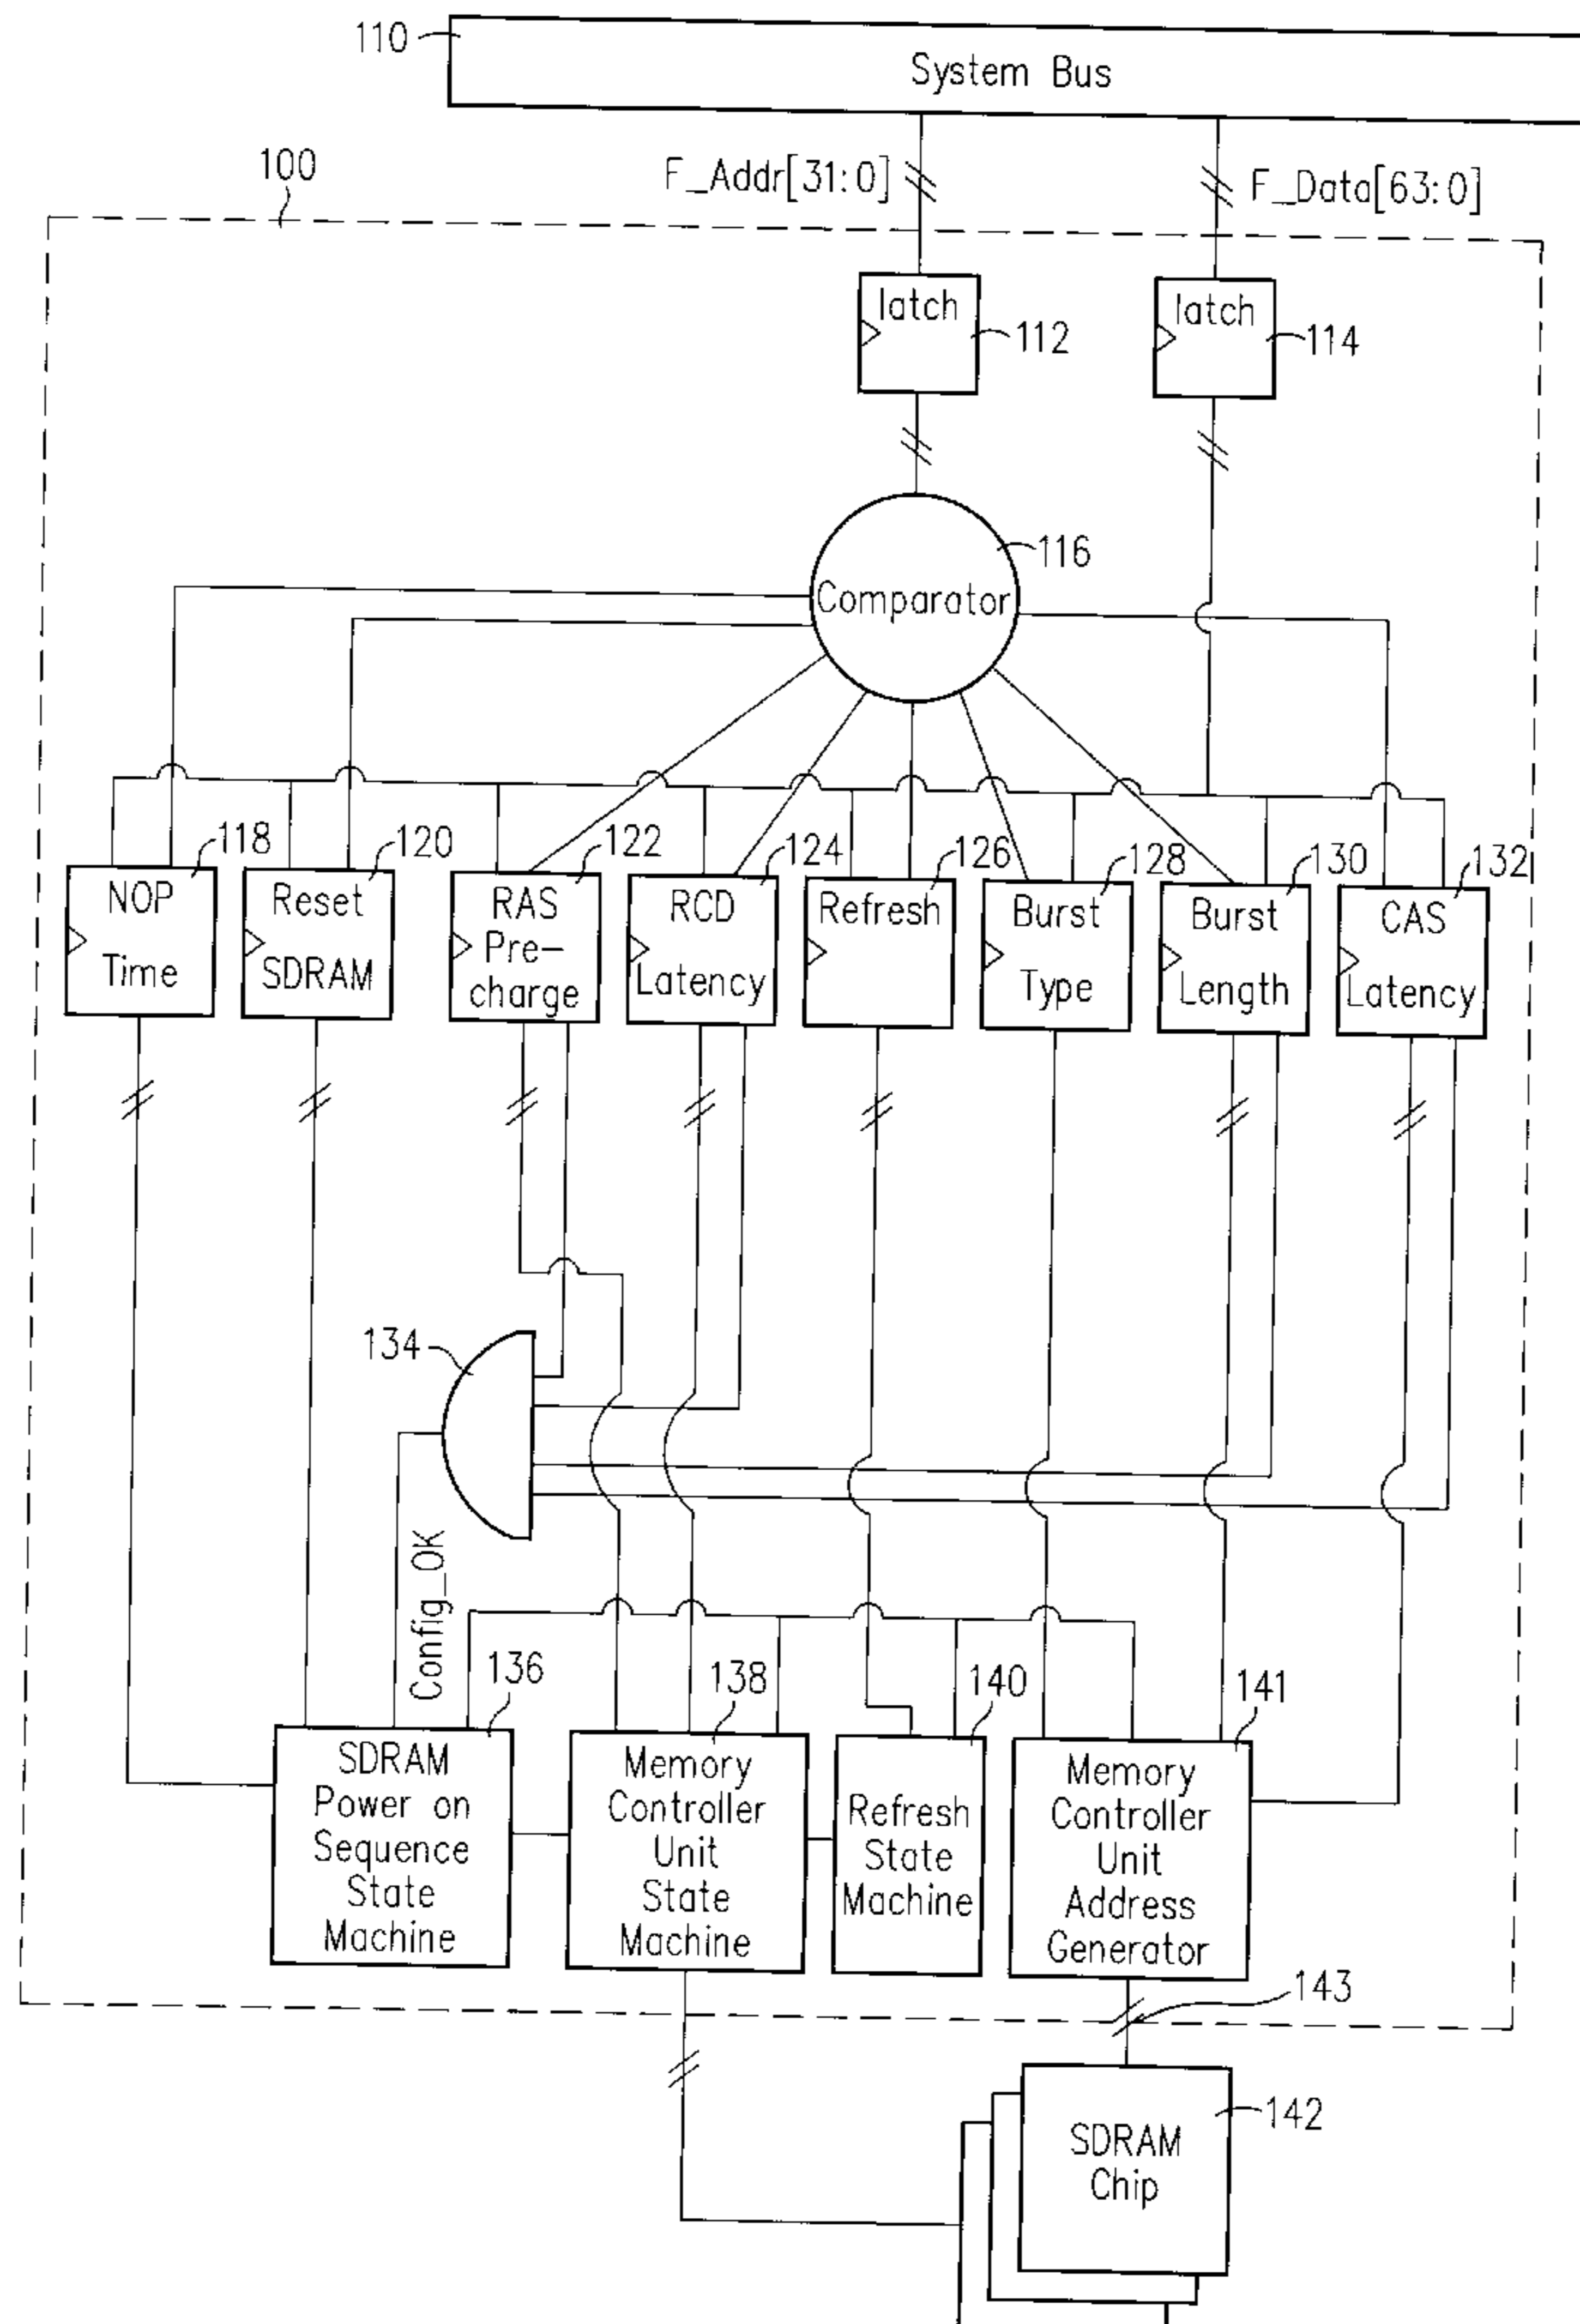 110
System Bus
100
F_Addr[31:0]
F_Data[63:0]
latch
112
latch
114
116
Comparator
118
120
122
124
126
128
130
132
NOP
Time
Reset
SDRAM
RAS
Pre-
charge
RCD
Latency
Refresh
Burst
Type
Burst
Length
CAS
Latency
134
Config_OK
136
138
140
141
SDRAM
Power on
Sequence
State
Machine
Memory
Controller
Unit
State
Machine
Refresh
State
Machine
Memory
Controller
Unit
Address
Generator
143
142
SDRAM
Chip